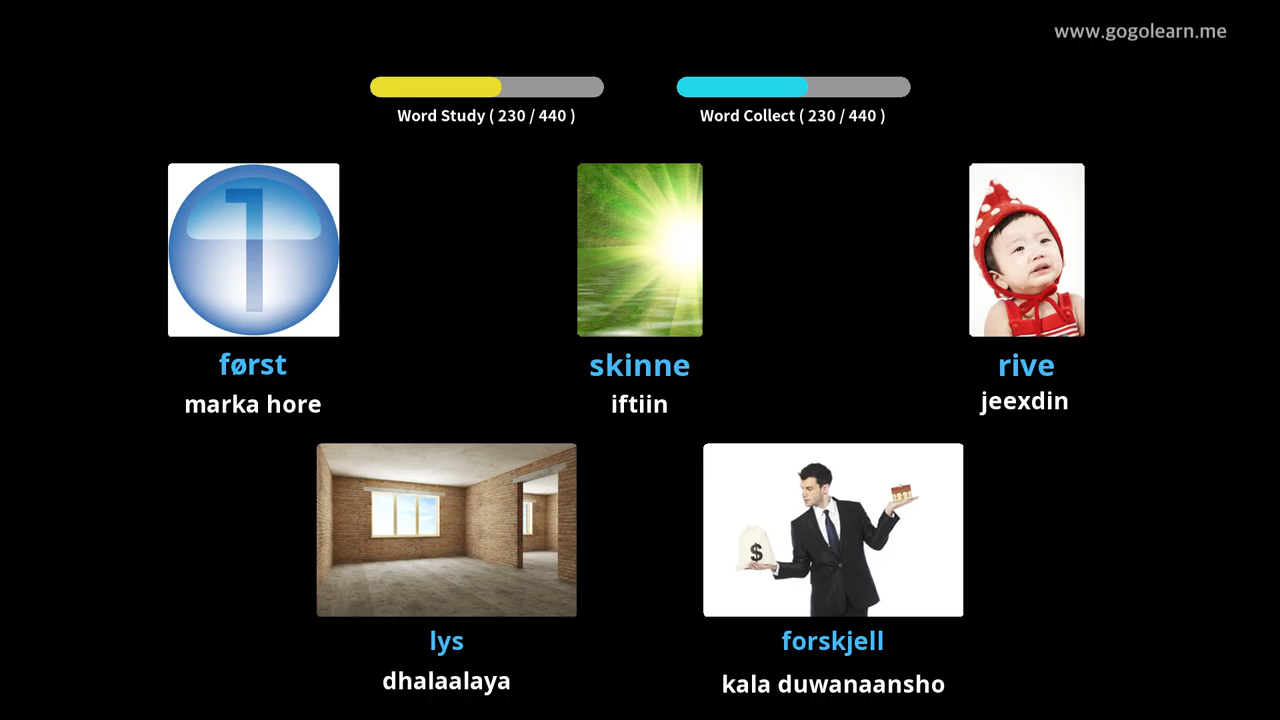 www.gogolearn.me
Word Study ( 230 / 440 )
Word Collect ( 230 / 440 )
1
først
skinne
rive
marka hore
iftiin
jeexdin
$
lys
forskjell
dhalaalaya
kala duwanaansho